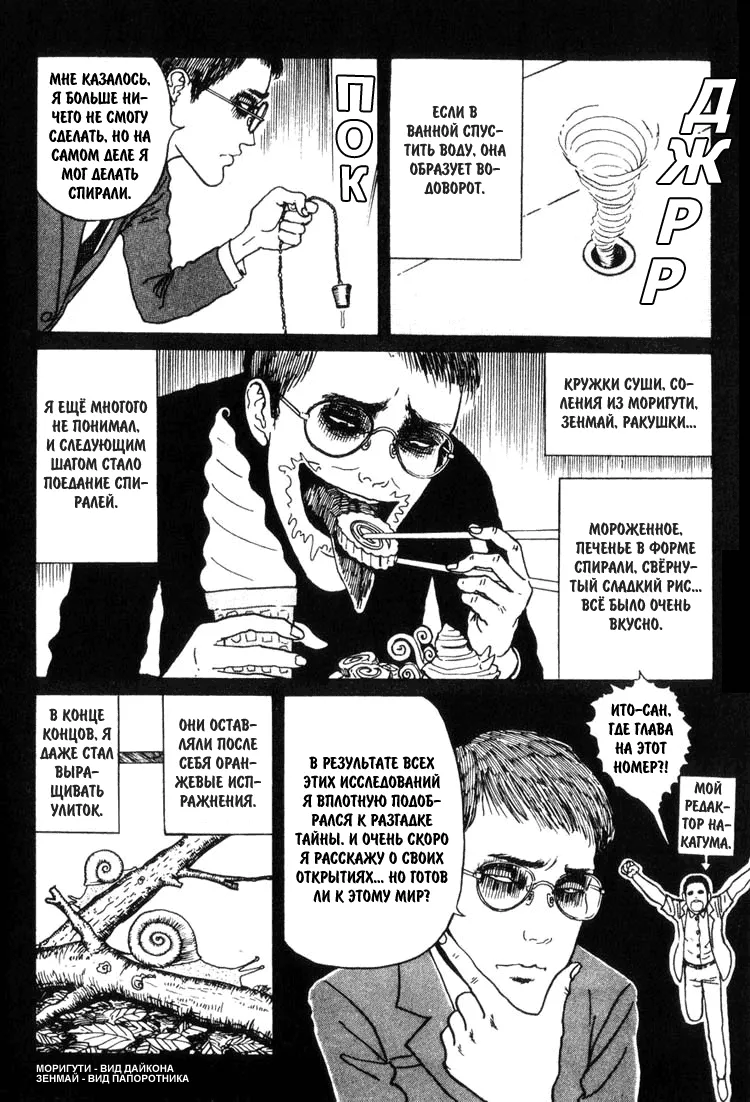 МНЕ КАЗАЛОСЬ,
Я БОЛЬШЕ НИ-
ЧЕГО НЕ СМОГУ
СДЕЛАТЬ, НО НА
САМОМ ДЕЛЕ Я
МОГ ДЕЛАТЬ
СПИРАЛИ.
ПОК
ЕСЛИ В
ВАННОЙ СПУС-
ТИТЬ ВОДУ, ОНА
ОБРАЗУЕТ ВО-
ДОВОРОТ.
ДЖРР
Я ЕЩЁ МНОГОГО
НЕ ПОНИМАЛ,
И СЛЕДУЮЩИМ
ШАГОМ СТАЛО
ПОЕДАНИЕ СПИ-
РАЛЕЙ.
КРУЖКИ СУШИ, СО-
ЛЕНИЯ ИЗ МОРИГУТИ,
ЗЕНМАЙ, РАКУШКИ...
МОРОЖЕННОЕ,
ПЕЧЕНЬЕ В ФОРМЕ
СПИРАЛИ, СВЁРНУ-
ТЫЙ СЛАДКИЙ РИС...
ВСЁ БЫЛО ОЧЕНЬ
ВКУСНО.
В КОНЦЕ
КОНЦОВ, Я
ДАЖЕ СТАЛ
ВЫРА-
ЩИВАТЬ
УЛИТОК.
ОНИ ОСТАВ-
ЛЯЛИ ПОСЛЕ
СЕБЯ ОРАН-
ЖЕВЫЕ ИСП-
РАЖНЕНИЯ.
В РЕЗУЛЬТАТЕ ВСЕХ
ЭТИХ ИССЛЕДОВАНИЙ
Я ВПЛОТНУЮ ПОДОБ-
РАЛСЯ К РАЗГАДКЕ
ТАЙНЫ. И ОЧЕНЬ СКОРО
Я РАССКАЖУ О СВОИХ
ОТКРЫТИЯХ... НО ГОТОВ
ЛИ К ЭТОМУ МИР?
ИТО-САН,
ГДЕ ГЛАВА
НА ЭТОТ
НОМЕР?!
МОЙ
РЕДАК-
ТОР НА-
КАГУМА.
МОРИГУТИ - ВИД ДАЙКОНА
ЗЕНМАЙ - ВИД ПАПОРОТНИКА